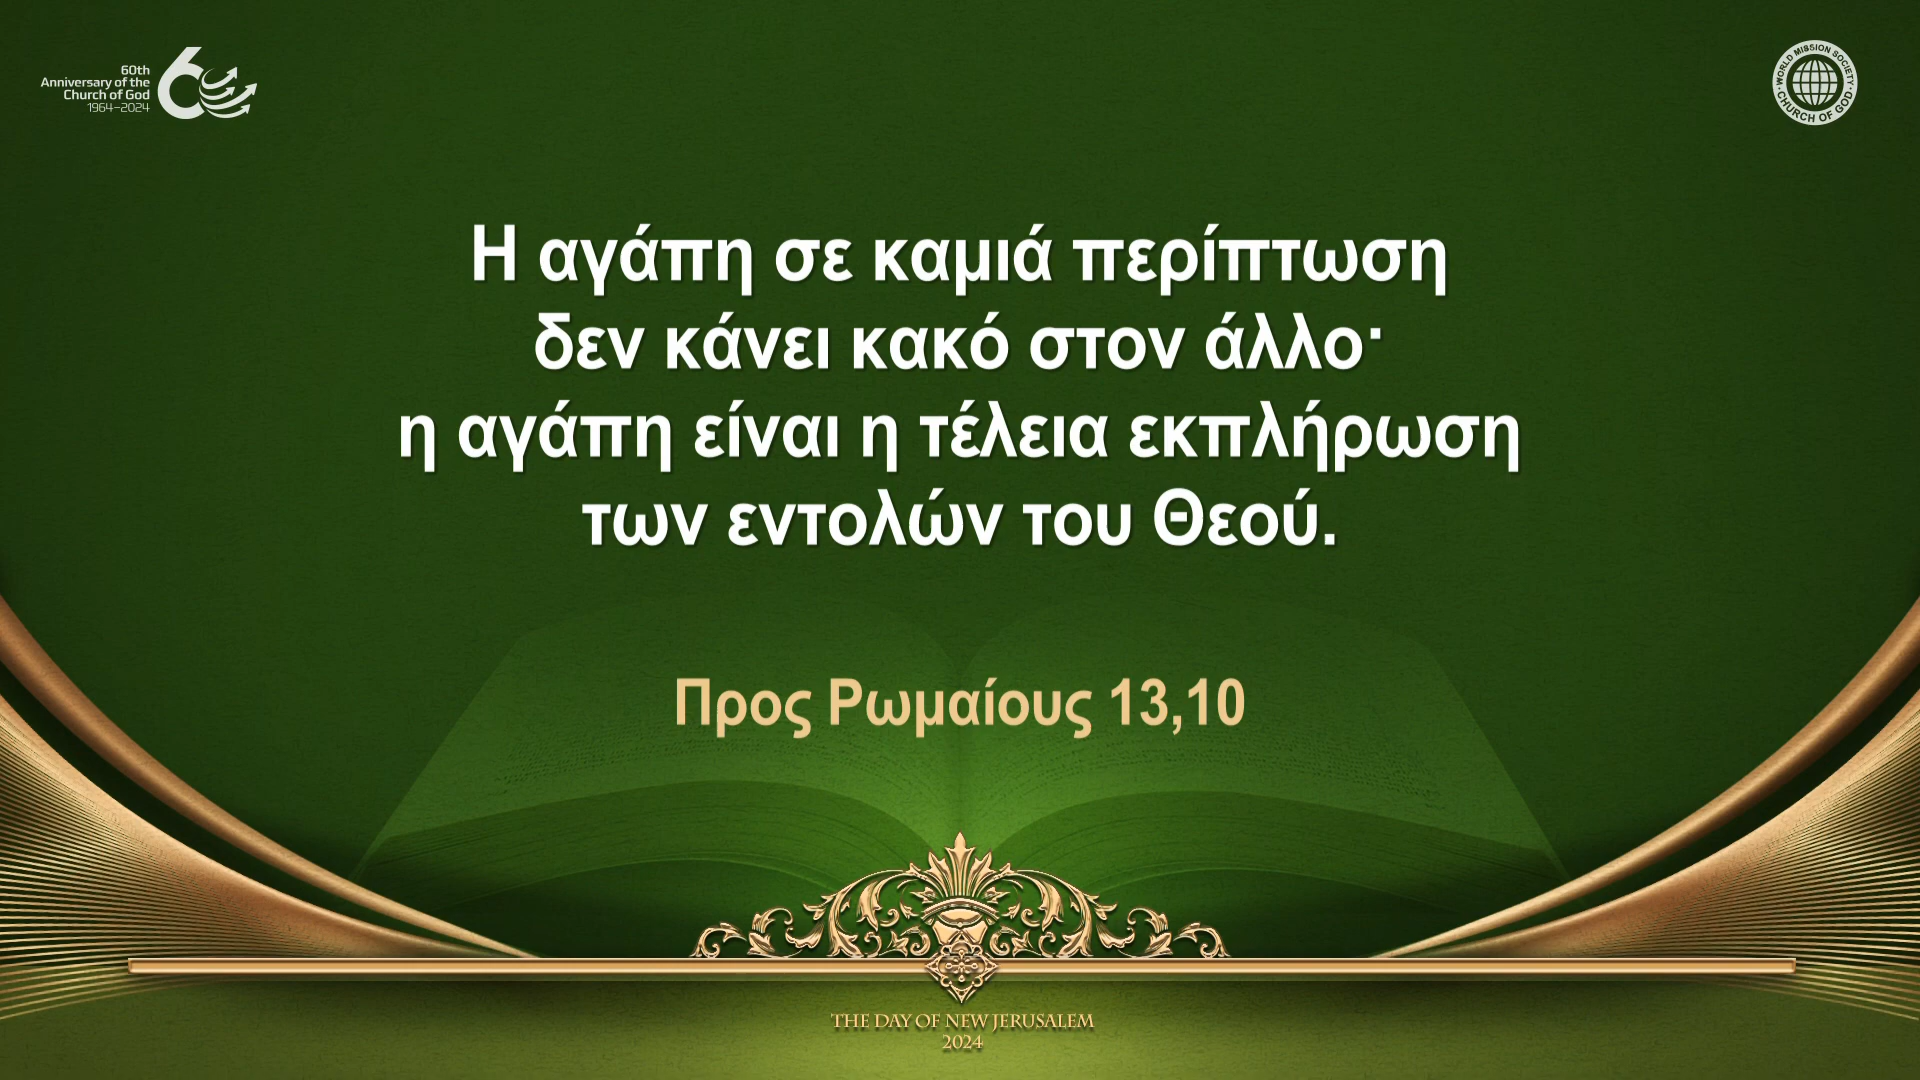 60th
Anniversary of the
Church of God
1964–2024
WORLD MISSION SOCIETY
CHURCH OF GOD
Η αγάπη σε καμιά περίπτωση
δεν κάνει κακό στον άλλο·
η αγάπη είναι η τέλεια εκπλήρωση
των εντολών του Θεού.
Προς Ρωμαίους 13,10
THE DAY OF NEW JERUSALEM
2024